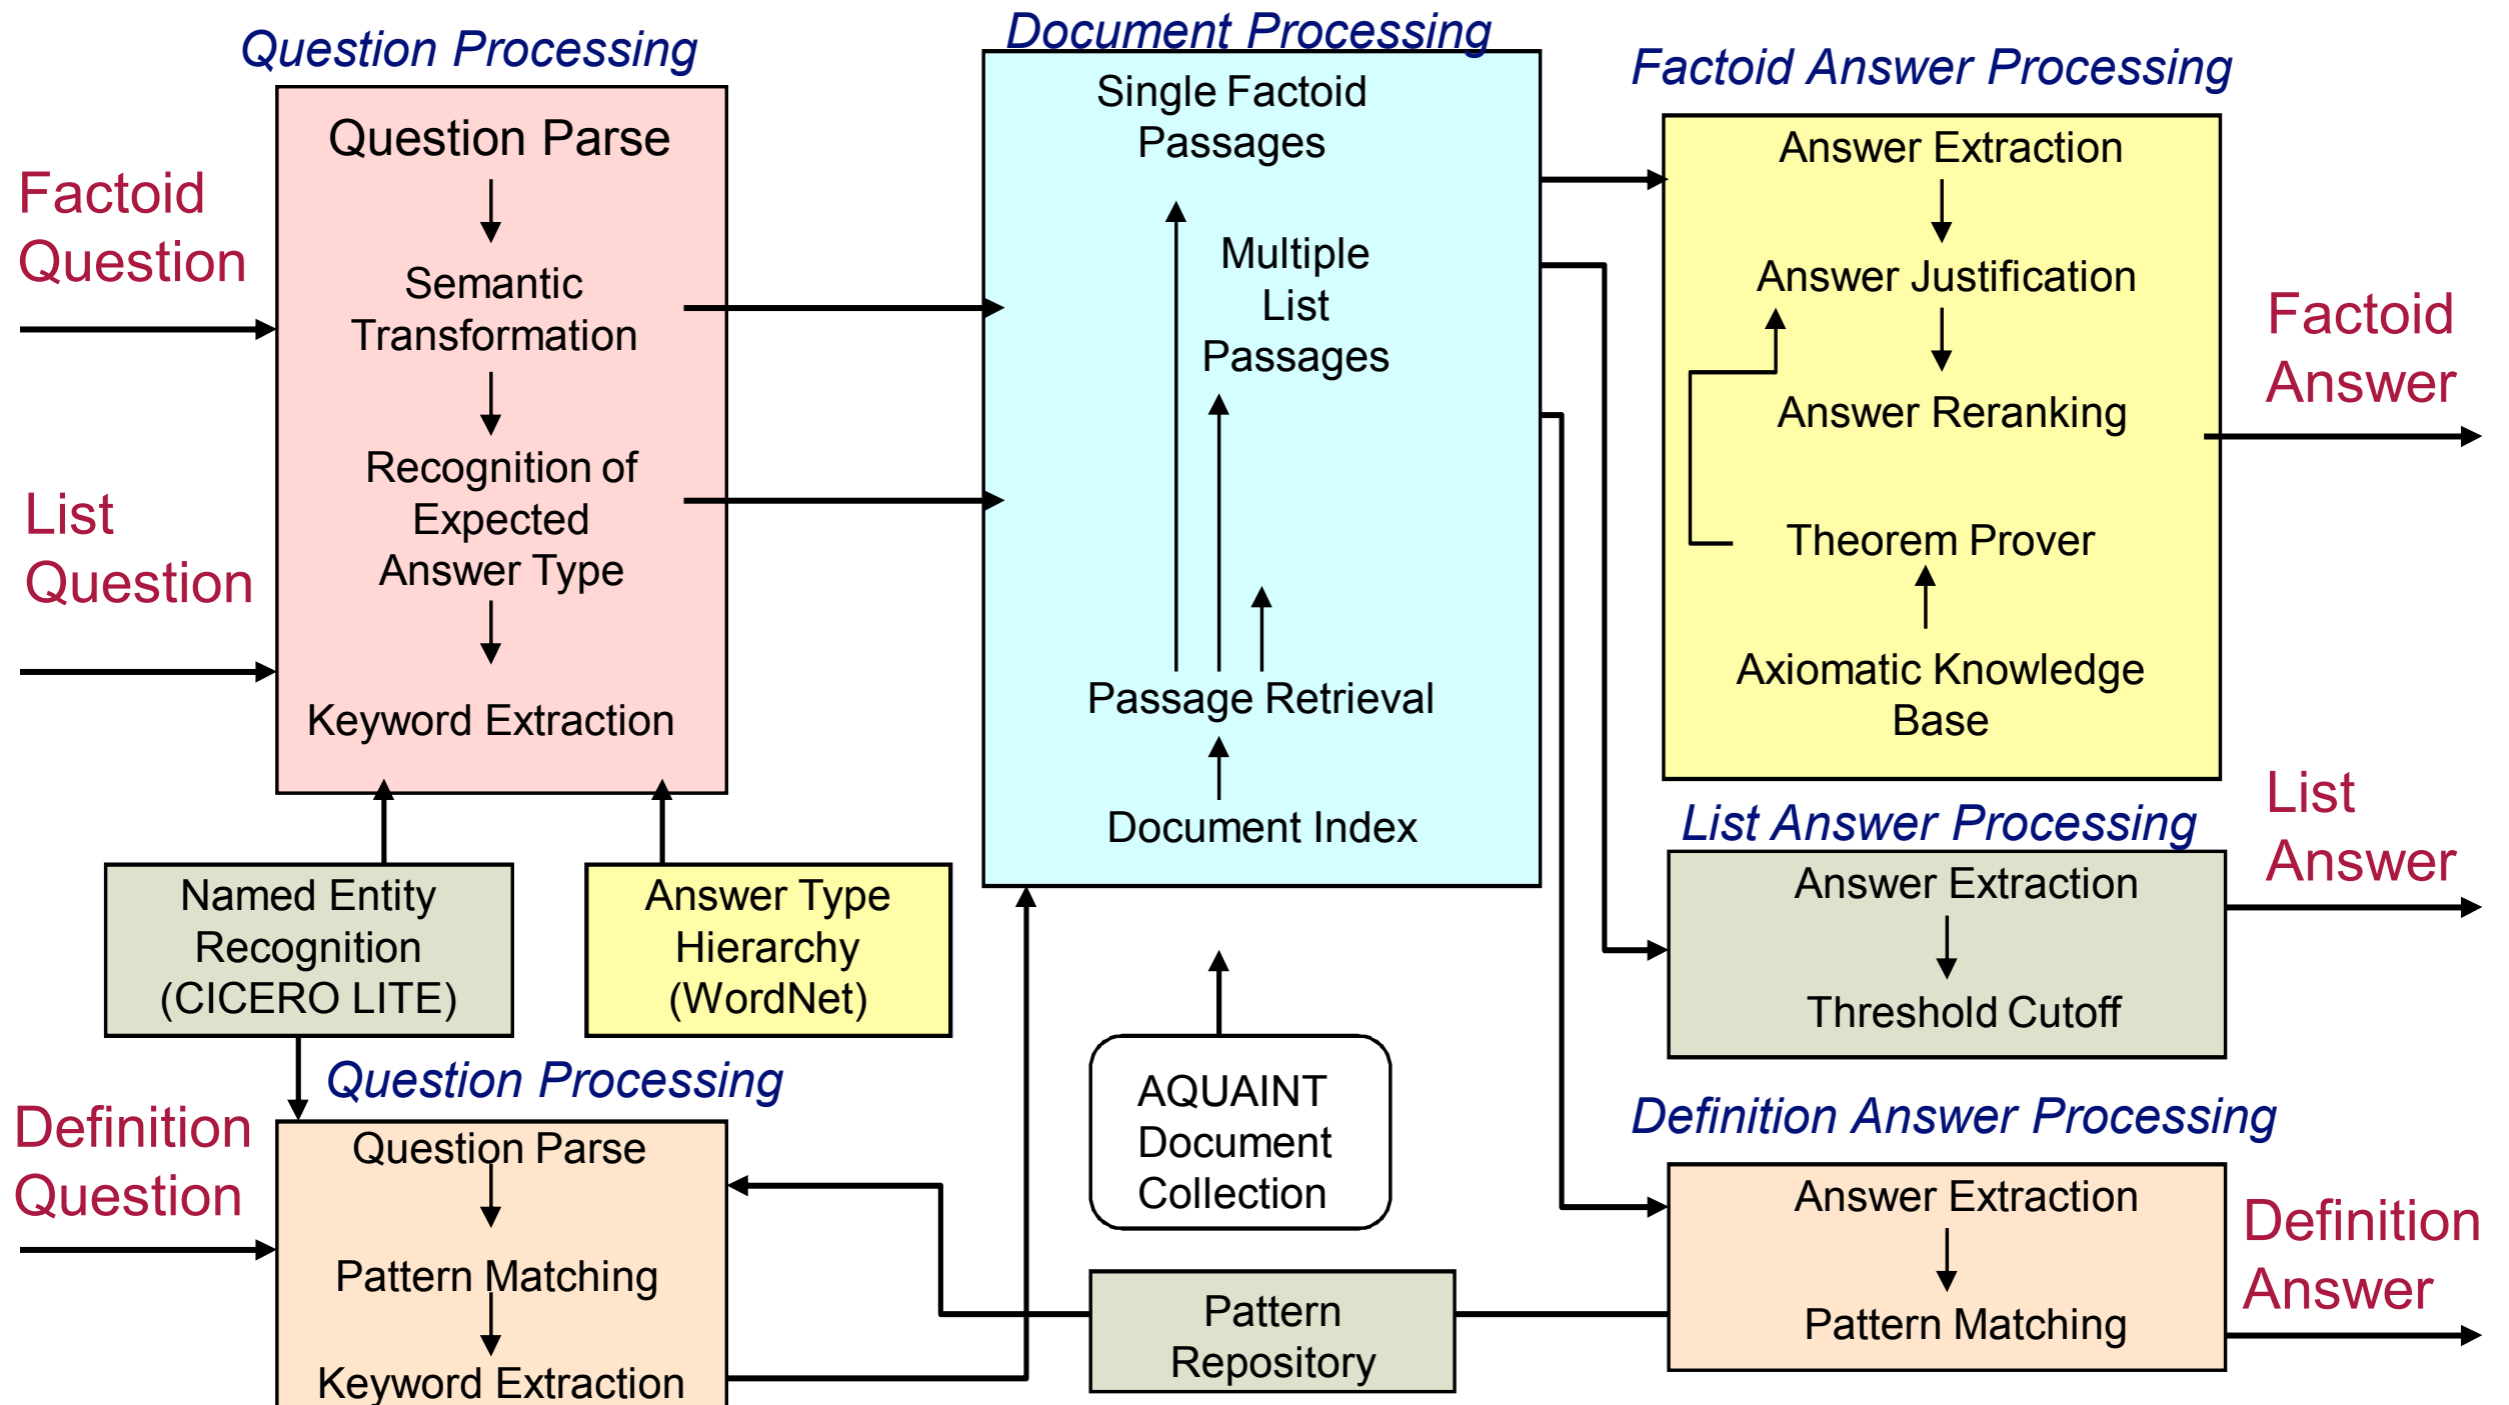 Question Processing
Question Parse
Semantic
Transformation
Recognition of
Expected
Answer Type
Keyword Extraction
Factoid
Question
List
Question
Named Entity
Recognition
(CICERO LITE)
Answer Type
Hierarchy
(WordNet)
Question Processing
Definition
Question
Question Parse
Pattern Matching
Keyword Extraction
Document Processing
Single Factoid
Passages
Multiple
List
Passages
Passage Retrieval
Document Index
AQUAINT
Document
Collection
Pattern
Repository
Factoid Answer Processing
Answer Extraction
Answer Justification
Answer Reranking
Theorem Prover
Axiomatic Knowledge
Base
Factoid
Answer
List Answer Processing
Answer Extraction
Threshold Cutoff
List
Answer
Definition Answer Processing
Answer Extraction
Pattern Matching
Definition
Answer